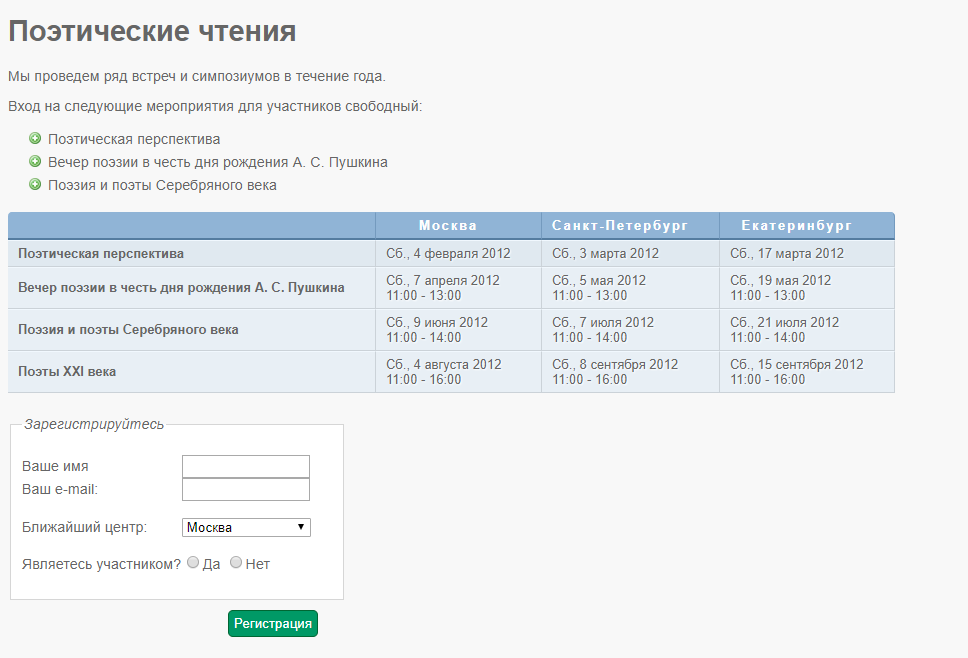 Поэтические чтения
Мы проведем ряд встреч и симпозиумов в течение года.
Вход на следующие мероприятия для участников свободный:
Поэтическая перспектива
Вечер поэзии в честь дня рождения А. С. Пушкина
Поэзия и поэты Серебряного века
Москва Санкт-Петербург Екатеринбург
Поэтическая перспектива Сб., 4 февраля 2012 Сб., 3 марта 2012 Сб., 17 марта 2012
Вечер поэзии в честь дня рождения А. С. Пушкина Сб., 7 апреля 2012 Сб., 5 мая 2012 Сб., 19 мая 2012
11:00 - 13:00 11:00 - 13:00 11:00 - 13:00
Поэзия и поэты Серебряного века Сб., 9 июня 2012 Сб., 7 июля 2012 Сб., 21 июля 2012
11:00 - 14:00 11:00 - 14:00 11:00 - 14:00
Поэты XXI века Сб., 4 августа 2012 Сб., 8 сентября 2012 Сб., 15 сентября 2012
11:00 - 16:00 11:00 - 16:00 11:00 - 16:00
Зарегистрируйтесь
Ваше имя
Ваш e-mail:
Ближайший центр: Москва
Являетесь участником? Да Нет
Регистрация